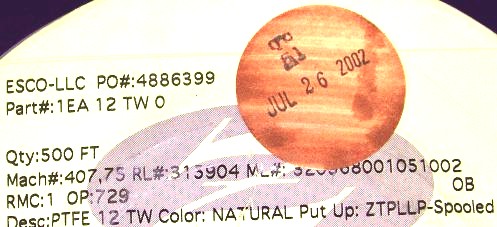 ESCO-LLC PO#:4886399
Part#:1EA 12 TW 0
JUL 26 2002
Qty:500 FT
Mach#:407,75 RL#:313904 ML#:
RMC:1 OP:729 OB
Desc:PTFE 12 TW Color: NATURAL Put Up: ZTPLLP-Spooled